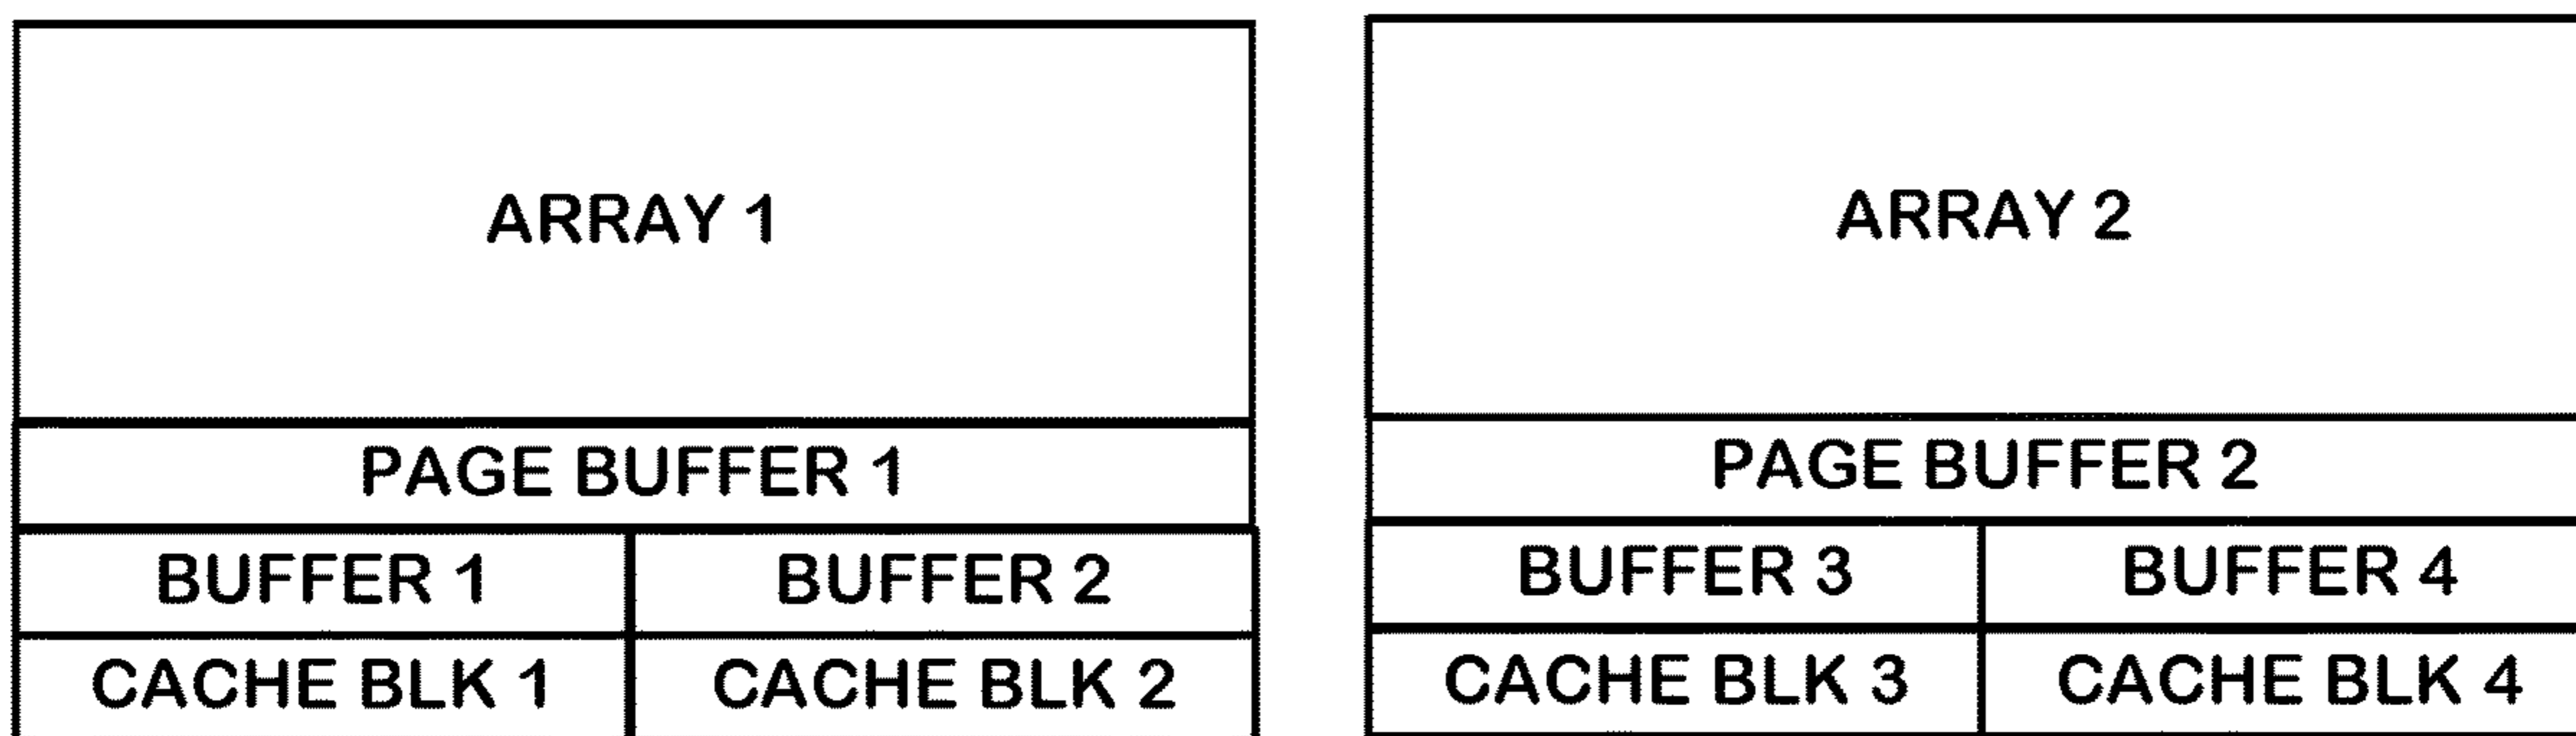 ARRAY 1
PAGE BUFFER 1
BUFFER 1
BUFFER 2
CACHE BLK 1
CACHE BLK 2
ARRAY 2
PAGE BUFFER 2
BUFFER 3
BUFFER 4
CACHE BLK 3
CACHE BLK 4